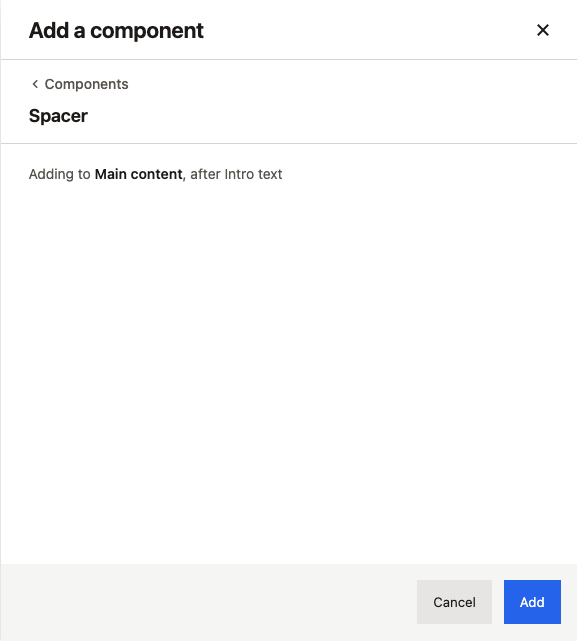 Add a component
Components
Spacer
Adding to Main content, after Intro text
Cancel
Add